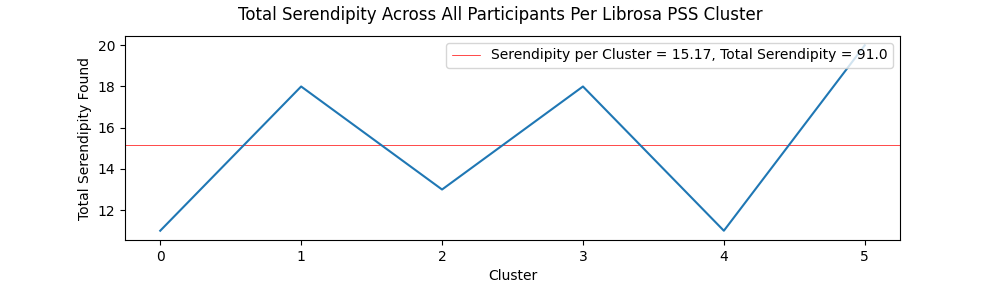 Total Serendipity Across All Participants Per Librosa PSS Cluster
Serendipity per Cluster = 15.17, Total Serendipity = 91.0
Total Serendipity Found
20
18
16
14
12
0 1 2 3 4 5
Cluster